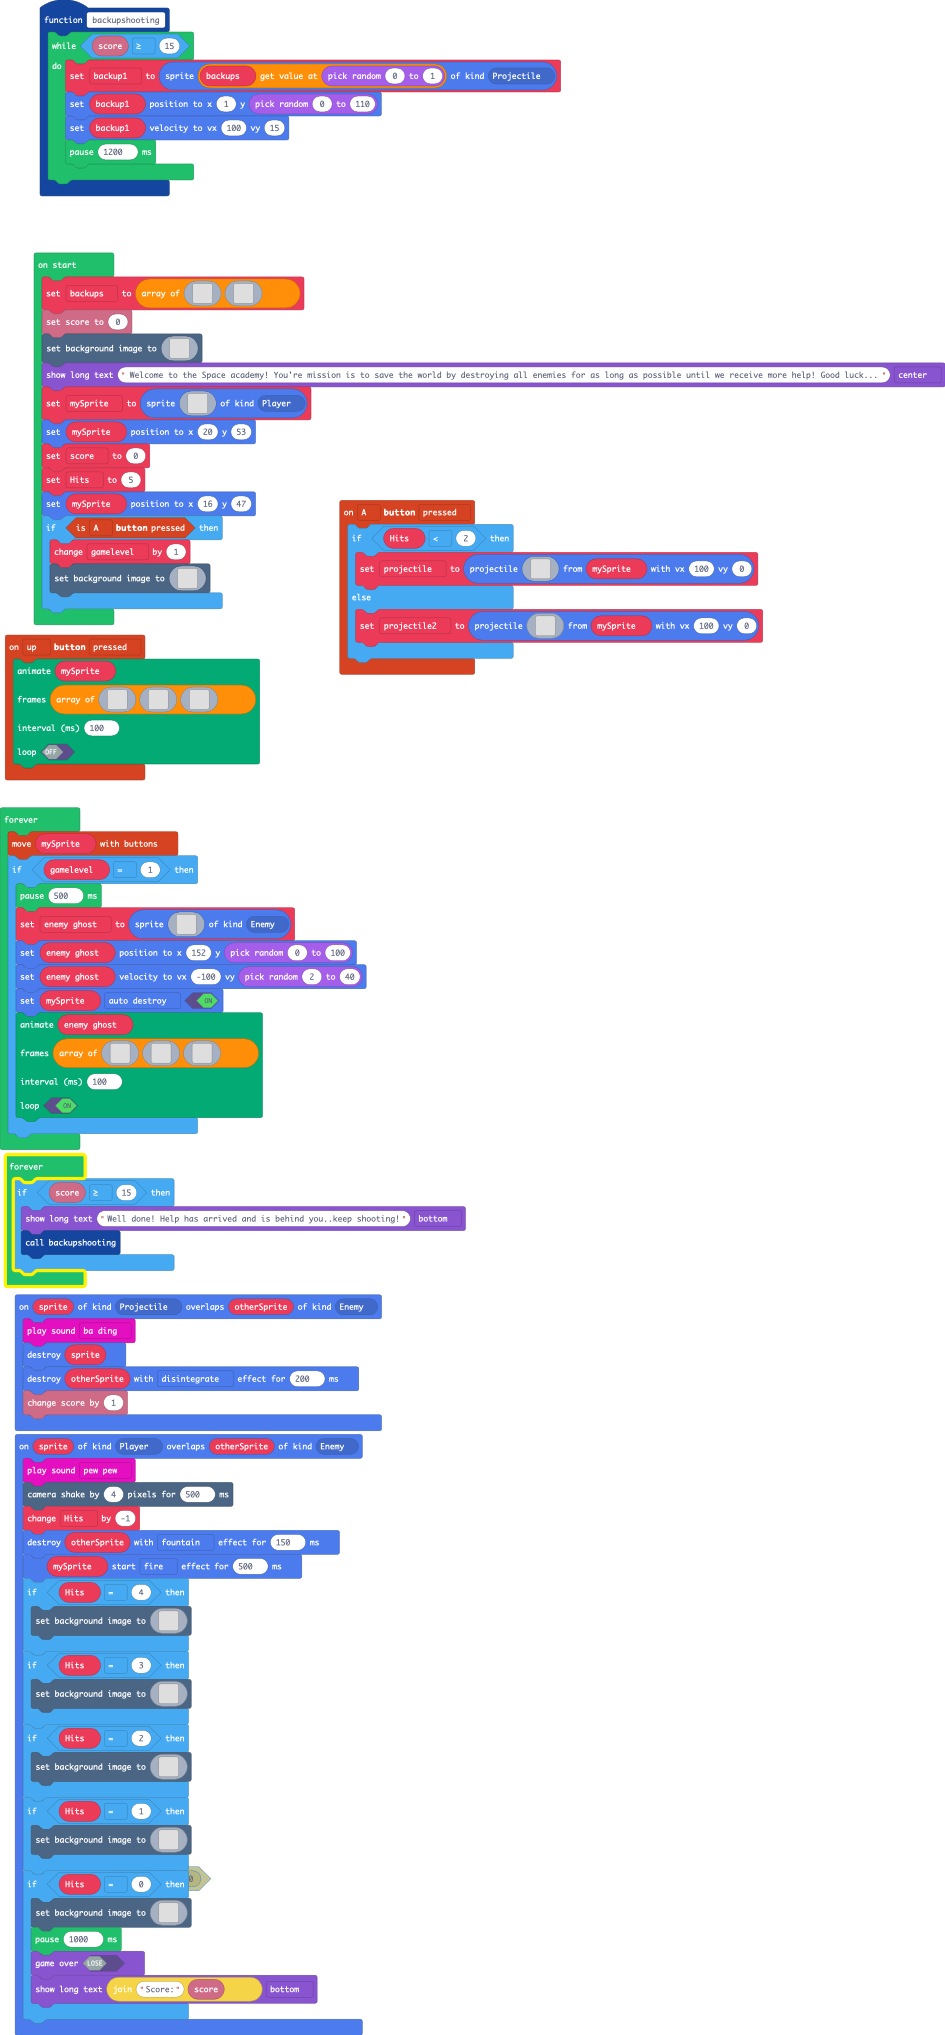 function backupshooting
while score ≥ 15
do
set backup1 to sprite backups get value at pick random 0 to 1 of kind Projectile
set backup1 position to x 1 y pick random 0 to 110
set backup1 velocity to vx 100 vy 15
pause 1200 ms
on start
set backups to array of
set score to 0
set background image to
show long text " Welcome to the Space academy! You're mission is to save the world by destroying all enemies for as long as possible until we receive more help! Good luck... " center
set mySprite to sprite of kind Player
set mySprite position to x 20 y 53
set score to 0
set Hits to 5
set mySprite position to x 16 y 47
if is A button pressed then
change gamelevel by 1
set background image to
on A button pressed
if Hits < 2 then
set projectile to projectile from mySprite with vx 100 vy 0
else
set projectile2 to projectile from mySprite with vx 100 vy 0
on up button pressed
animate mySprite
frames array of
interval (ms) 100
loop OFF
forever
move mySprite with buttons
if gamelevel = 1 then
pause 500 ms
set enemy ghost to sprite of kind Enemy
set enemy ghost position to x 152 y pick random 0 to 100
set enemy ghost velocity to vx -100 vy pick random 2 to 40
set mySprite auto destroy ON
animate enemy ghost
frames array of
interval (ms) 100
loop ON
forever
if score ≥ 15 then
show long text "Well done! Help has arrived and is behind you..keep shooting!" bottom
call backupshooting
on sprite of kind Projectile overlaps otherSprite of kind Enemy
play sound ba ding
destroy sprite
destroy otherSprite with disintegrate effect for 200 ms
change score by 1
on sprite of kind Player overlaps otherSprite of kind Enemy
play sound pew pew
camera shake by 4 pixels for 500 ms
change Hits by -1
destroy otherSprite with fountain effect for 150 ms
mySprite start fire effect for 500 ms
if Hits = 4 then
set background image to
if Hits = 3 then
set background image to
if Hits = 2 then
set background image to
if Hits = 1 then
set background image to
if Hits = 0 then 0
set background image to
pause 1000 ms
game over LOSE
show long text join "Score:" score bottom